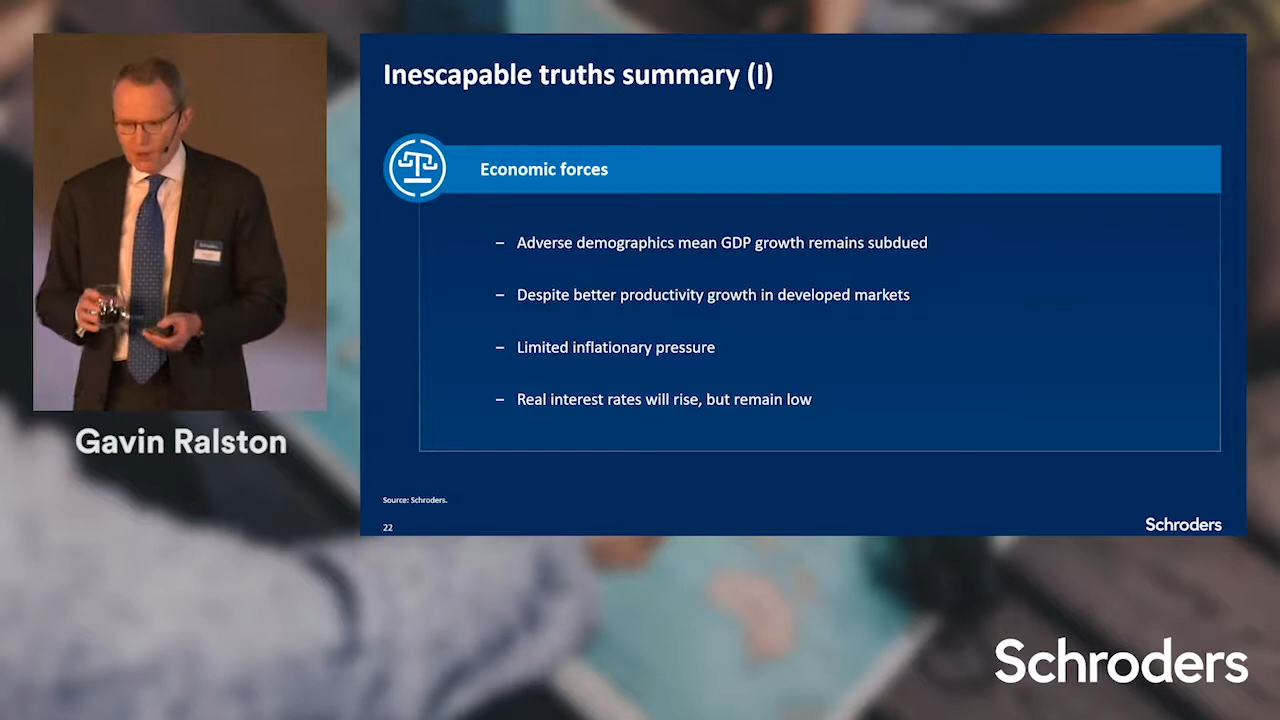 Inescapable truths summary (I)
Economic forces
– Adverse demographics mean GDP growth remains subdued
– Despite better productivity growth in developed markets
– Limited inflationary pressure
– Real interest rates will rise, but remain low
Source: Schroders.
22
Schroders
Gavin Ralston
Schroders